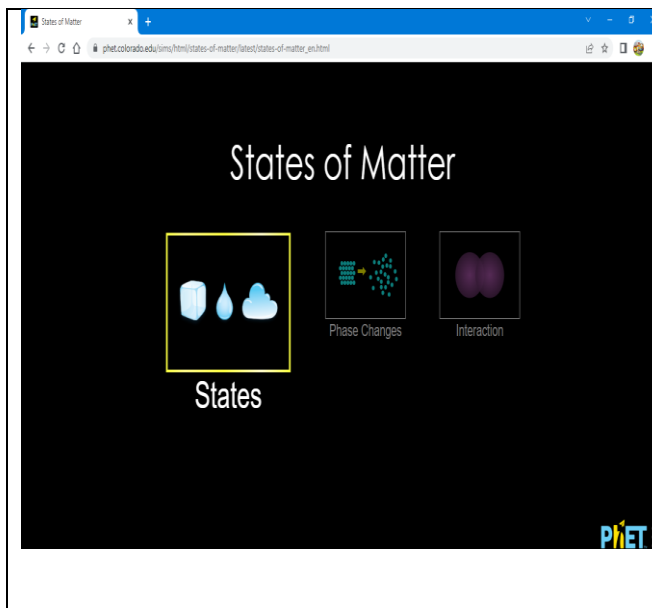 States of Matter
phet.colorado.edu/sims/html/states-of-matter/latest/states-of-matter_en.html
States of Matter
Phase Changes
Interaction
States
PhET